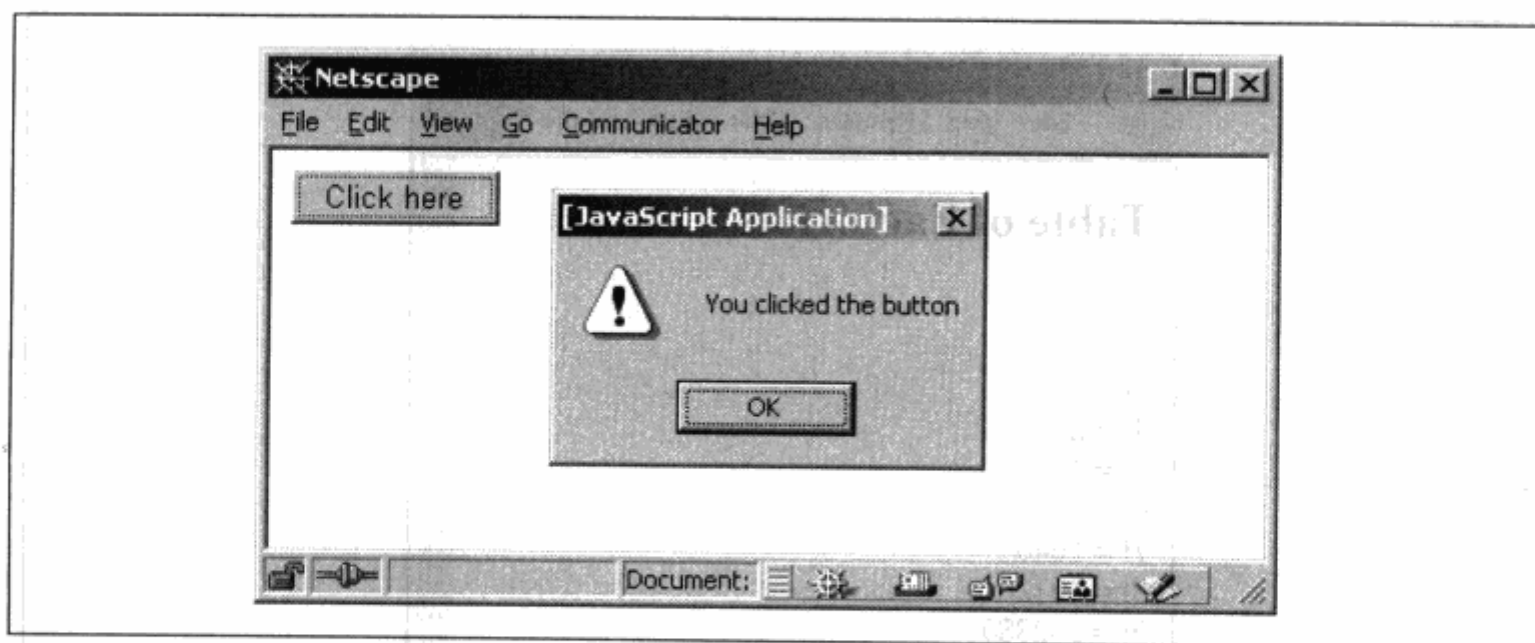 Netscape
File Edit View Go Communicator Help
Click here
[JavaScript Application]
You clicked the button
OK
Document: